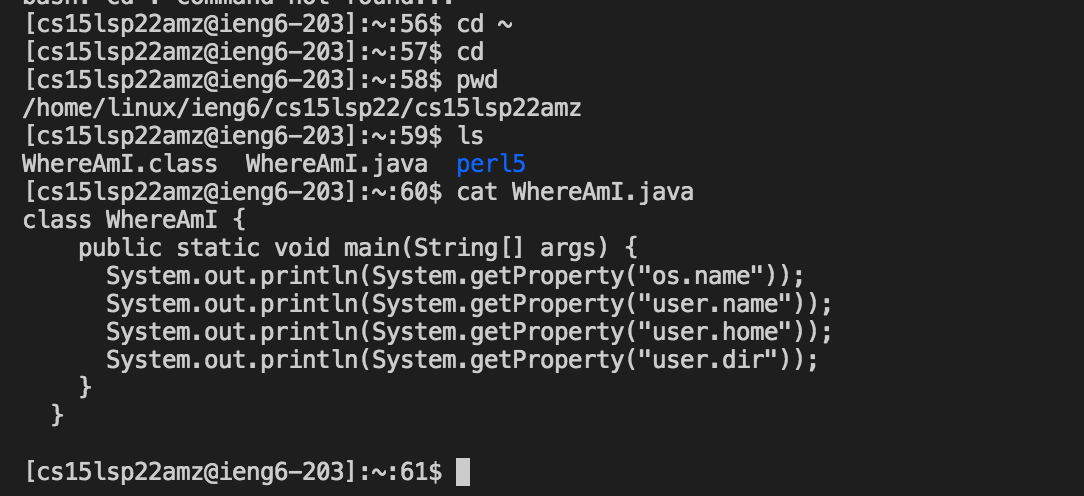 bash: cd~: command not found...
[cs15lsp22amz@ieng6-203]:~:56$ cd ~
[cs15lsp22amz@ieng6-203]:~:57$ cd
[cs15lsp22amz@ieng6-203]:~:58$ pwd
/home/linux/ieng6/cs15lsp22/cs15lsp22amz
[cs15lsp22amz@ieng6-203]:~:59$ ls
WhereAmI.class  WhereAmI.java  perl5
[cs15lsp22amz@ieng6-203]:~:60$ cat WhereAmI.java
class WhereAmI {
    public static void main(String[] args) {
      System.out.println(System.getProperty("os.name"));
      System.out.println(System.getProperty("user.name"));
      System.out.println(System.getProperty("user.home"));
      System.out.println(System.getProperty("user.dir"));
    }
  }
[cs15lsp22amz@ieng6-203]:~:61$